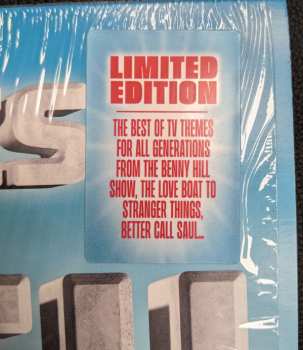 LIMITED
EDITION
THE BEST OF TV THEMES
FOR ALL GENERATIONS
FROM THE BENNY HILL
SHOW, THE LOVE BOAT TO
STRANGER THINGS,
BETTER CALL SAUL...
S